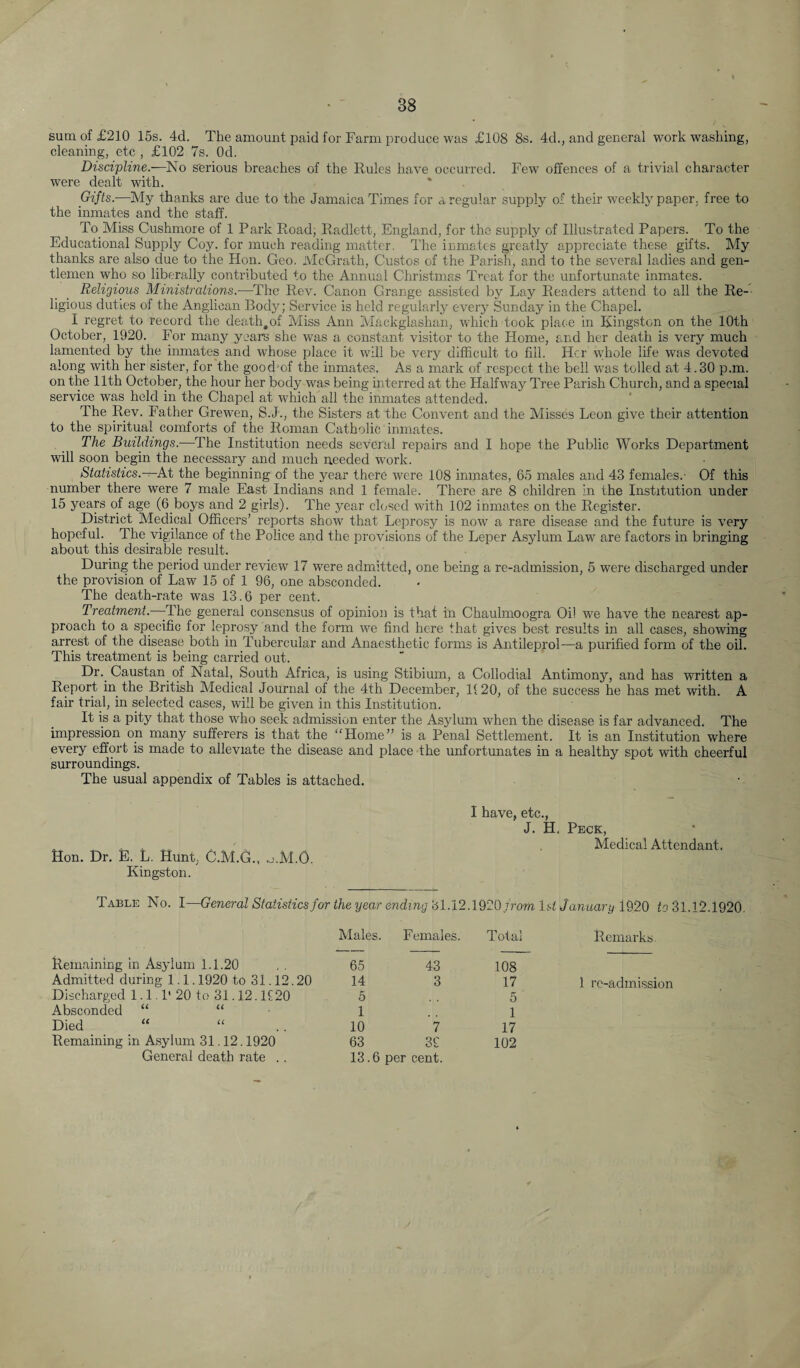 38
sum of £210 15s. 4d. The amount paid for Farm produce was £108 8s. 4d., and general work washing,
cleaning, etc , £102 7s. 0d.
Discipline.—No serious breaches of the Rules have occurred. Few offences of a trivial character
were dealt with.
Gifts.—My thanks are due to the Jamaica Times for a regular supply of their weekly paper, free to
the inmates and the staff.
To Miss Cushmore of 1 Park Road, Radlett, England, for the supply of Illustrated Papers. To the
Educational Supply Coy. for much reading matter. The inmates greatly appreciate these gifts. My
thanks are also due to the Hon. Geo. McGrath, Custos of the Parish, and to the several ladies and gen-
tlemen who so liberally contributed to the Annual Christmas Treat for the unfortunate inmates.
Religious Ministrations.—The Rev. Canon Grange assisted by Lay Readers attend to all the Re-
ligious duties of the Anglican Body; Service is held regularly every Sunday in the Chapel.
I regret to record the death of Miss Ann Mackglashan, which took place in Kingston on the 10th
October, 1920. For many years she was a constant visitor to the Home, and her death is very much
lamented by the inmates and whose place it will be very difficult to fill. Her whole life was devoted
along with her sister, for the good of the inmates. As a mark of respect the bell was tolled at 4.30 p.m.
on the 11th October, the hour her body was being interred at the Halfway Tree Parish Church, and a special
service was held in the Chapel at which all the inmates attended.
The Rev. Father Grewen, S.J., the Sisters at the Convent and the Misses Leon give their attention
to the spiritual comforts of the Roman Catholic inmates.
The Buildings.—The Institution needs several repairs and I hope the Public Works Department
will soon begin the necessary and much needed work.
Statistics.—At the beginning of the year there were 108 inmates, 65 males and 43 females. Of this
number there were 7 male East Indians and 1 female. There are 8 children in the Institution under
15 years of age (6 boys and 2 girls). The year closed with 102 inmates on the Register.
District Medical Officers' reports show that Leprosy is now a rare disease and the future is very
hopeful. The vigilance of the Police and the provisions of the Leper Asylum Law are factors in bringing
about this desirable result.
During the period under review 17 were admitted, one being a re-admission, 5 were discharged under
the provision of Law 15 of 1 96, one absconded.
The death-rate was 13.6 per cent.
Treatment.—The general consensus of opinion is that in Chaulmoogra Oil we have the nearest ap-
proach to a specific for leprosy and the form we find here that gives best results in all cases, showing
arrest of the disease both in Tubercular and Anaesthetic forms is Antileprol—a purified form of the oil.
This treatment is being carried out.
Dr. Caustan of Natal, South Africa, is using Stibium, a Collodial Antimony, and has written a
Report in the British Medical Journal of the 4th December, 1920, of the success he has met with. A
fair trial, in selected cases, will be given in this Institution.
It is a pity that those who seek admission enter the Asylum when the disease is far advanced. The
impression on many sufferers is that the "Home" is a Penal Settlement. It is an Institution where
every effort is made to alleviate the disease and place the unfortunates in a healthy spot with cheerful
surroundings.
The usual appendix of Tables is attached.
I have, etc.,
J. H. Peck,
Medical Attendant.
Hon. Dr. E. L. Hunt, C.M.G., S.M.O.
Kingston.
Table No. I—General Statistics for the year ending 31.12.1920 from 1st January 1920 to 31.12.1920.
Males. Females. Total Remarks
Remaining in Asylum 1.1.20 . . 65 43 108
Admitted during 1.1.1920 to 31.12.20 14 3 17 1 re-admission
Discharged 1.1.1' 20 to 31.12.1920 5 . . 5
Absconded " " 1 . . 1
Died " " . . 10 7 17
Remaining in Asylum 31.12.1920 63 39 102
General death rate . . 13.6 per cent.